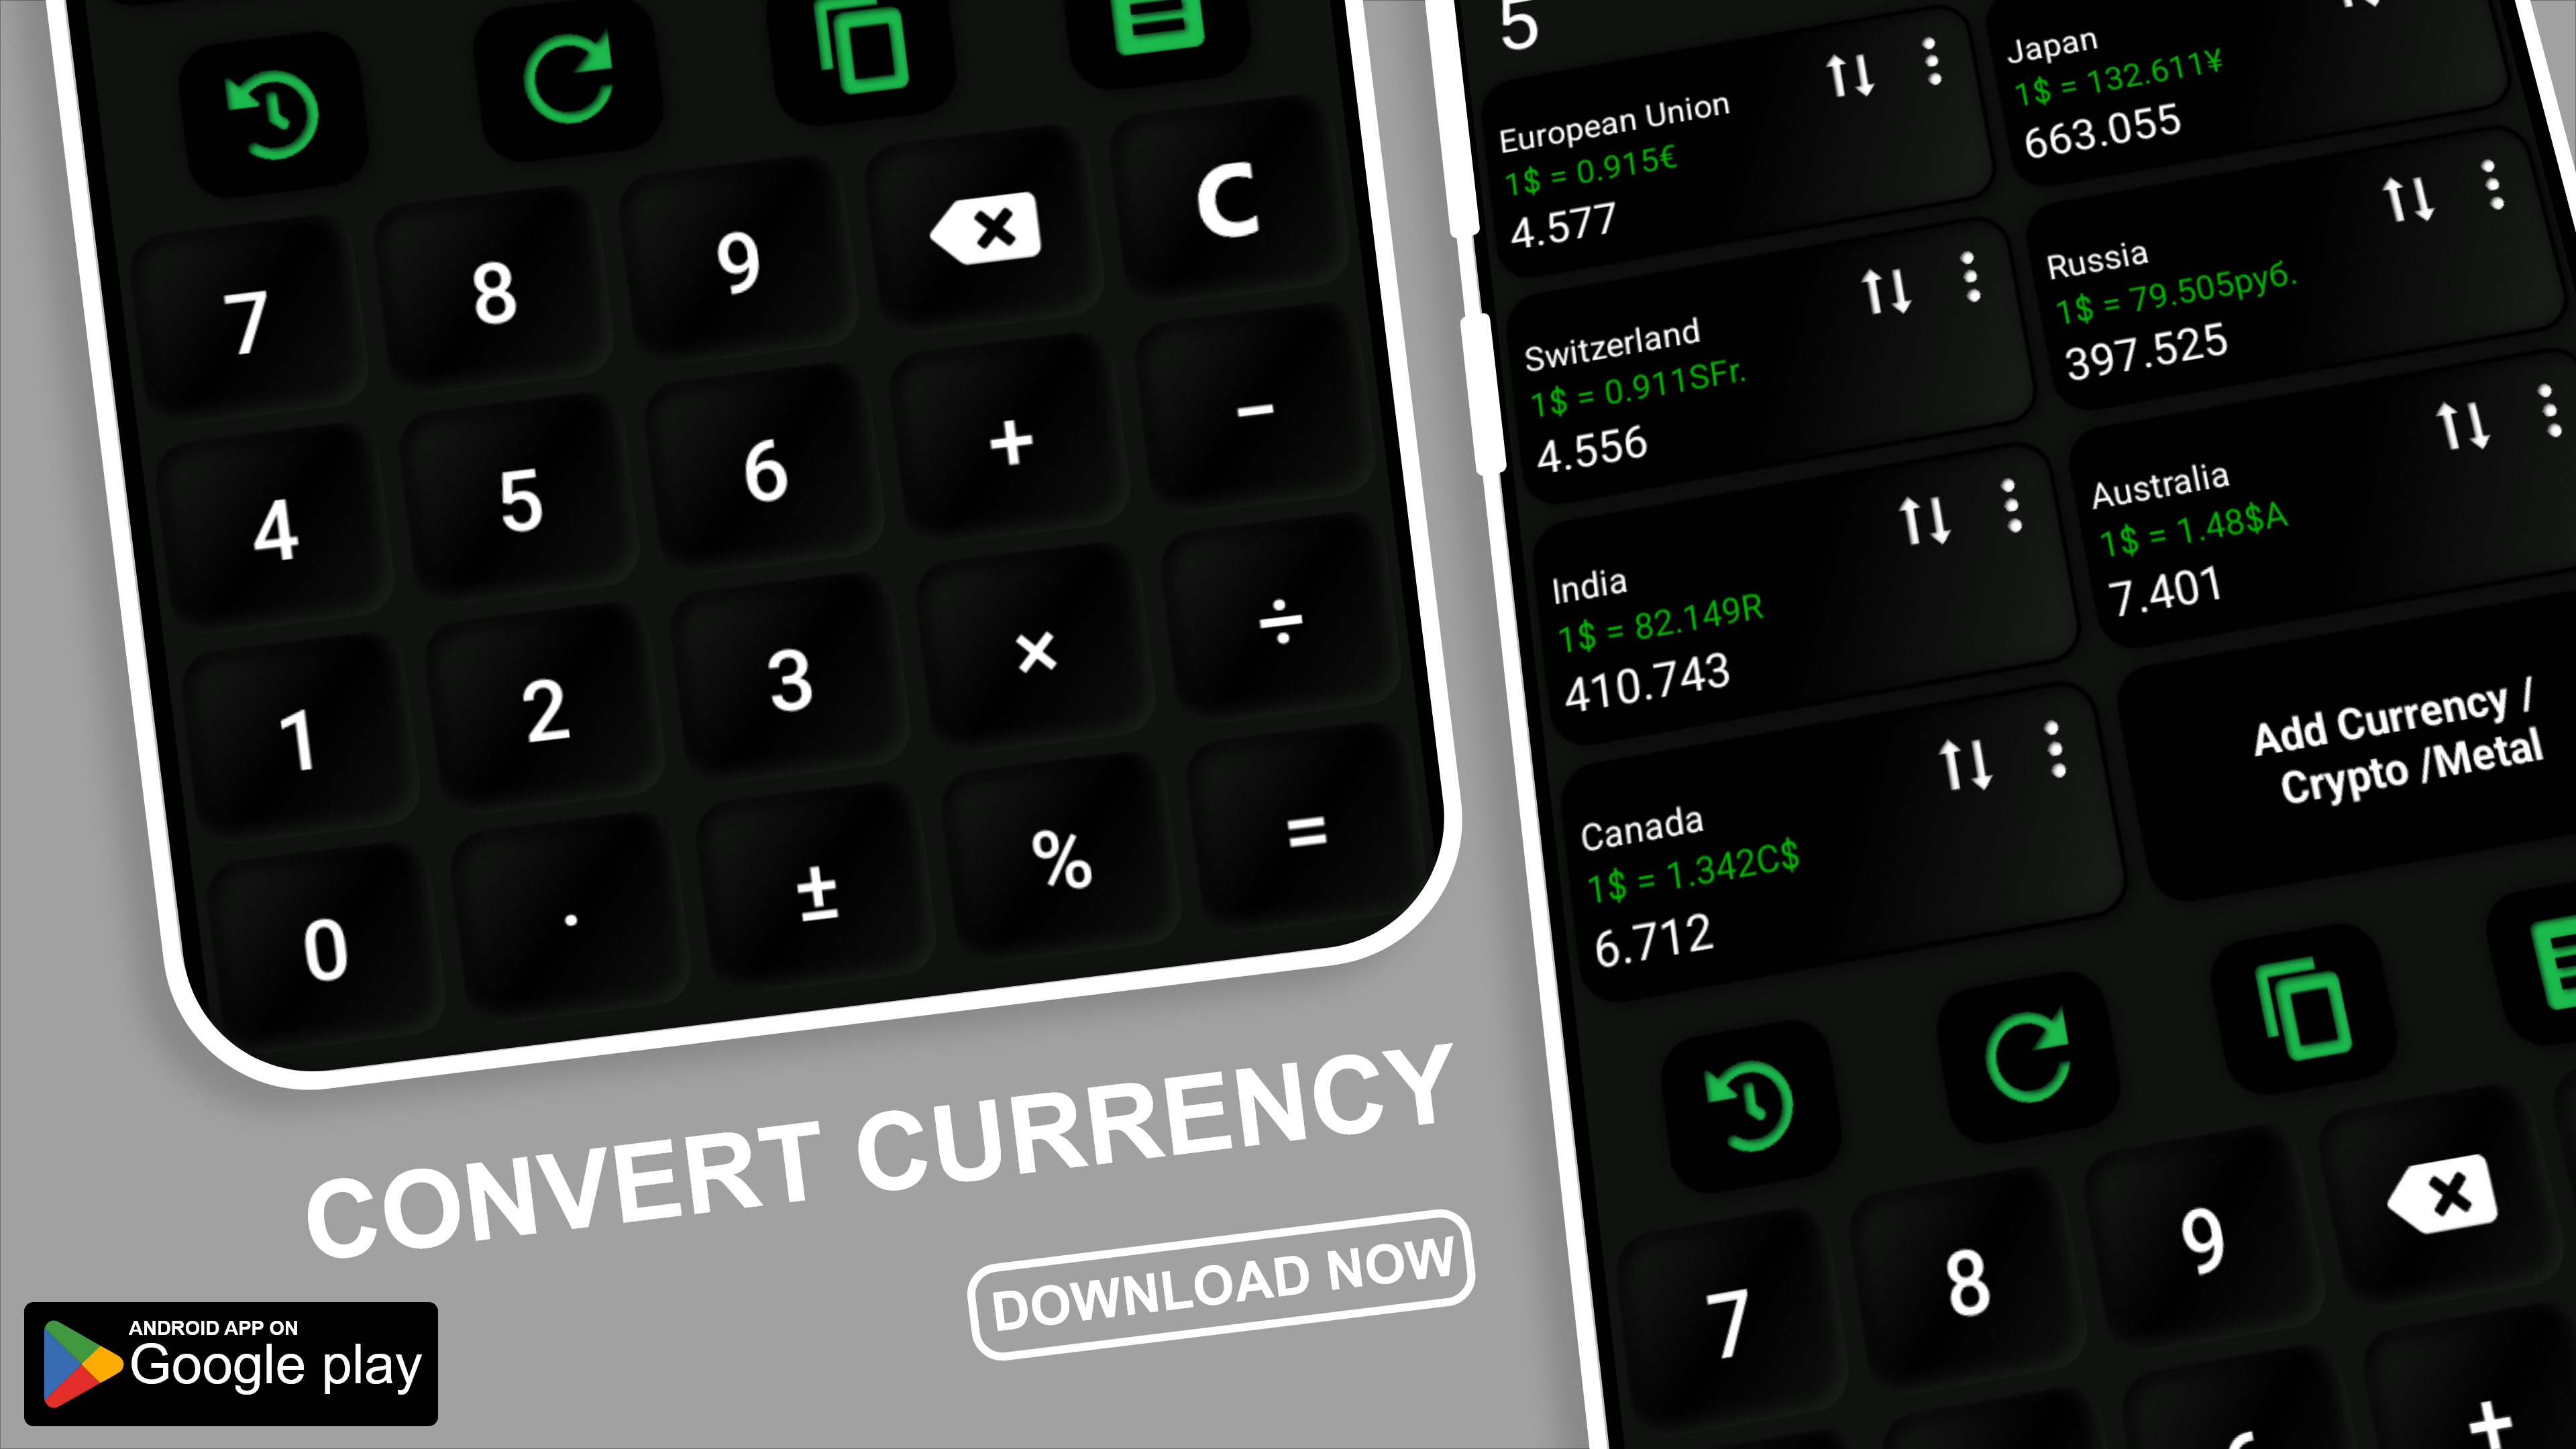 7 8 9 C
4 5 6 + −
1 2 3 × ÷
0 . ± % =
5
European Union
1$ = 0.915€
4.577
Japan
1$ = 132.611¥
663.055
Switzerland
1$ = 0.911SFr.
4.556
Russia
1$ = 79.505руб.
397.525
India
1$ = 82.149R
410.743
Australia
1$ = 1.48$A
7.401
Canada
1$ = 1.342C$
6.712
Add Currency /
Crypto /Metal
7 8 9
+
CONVERT CURRENCY
DOWNLOAD NOW
ANDROID APP ON
Google play